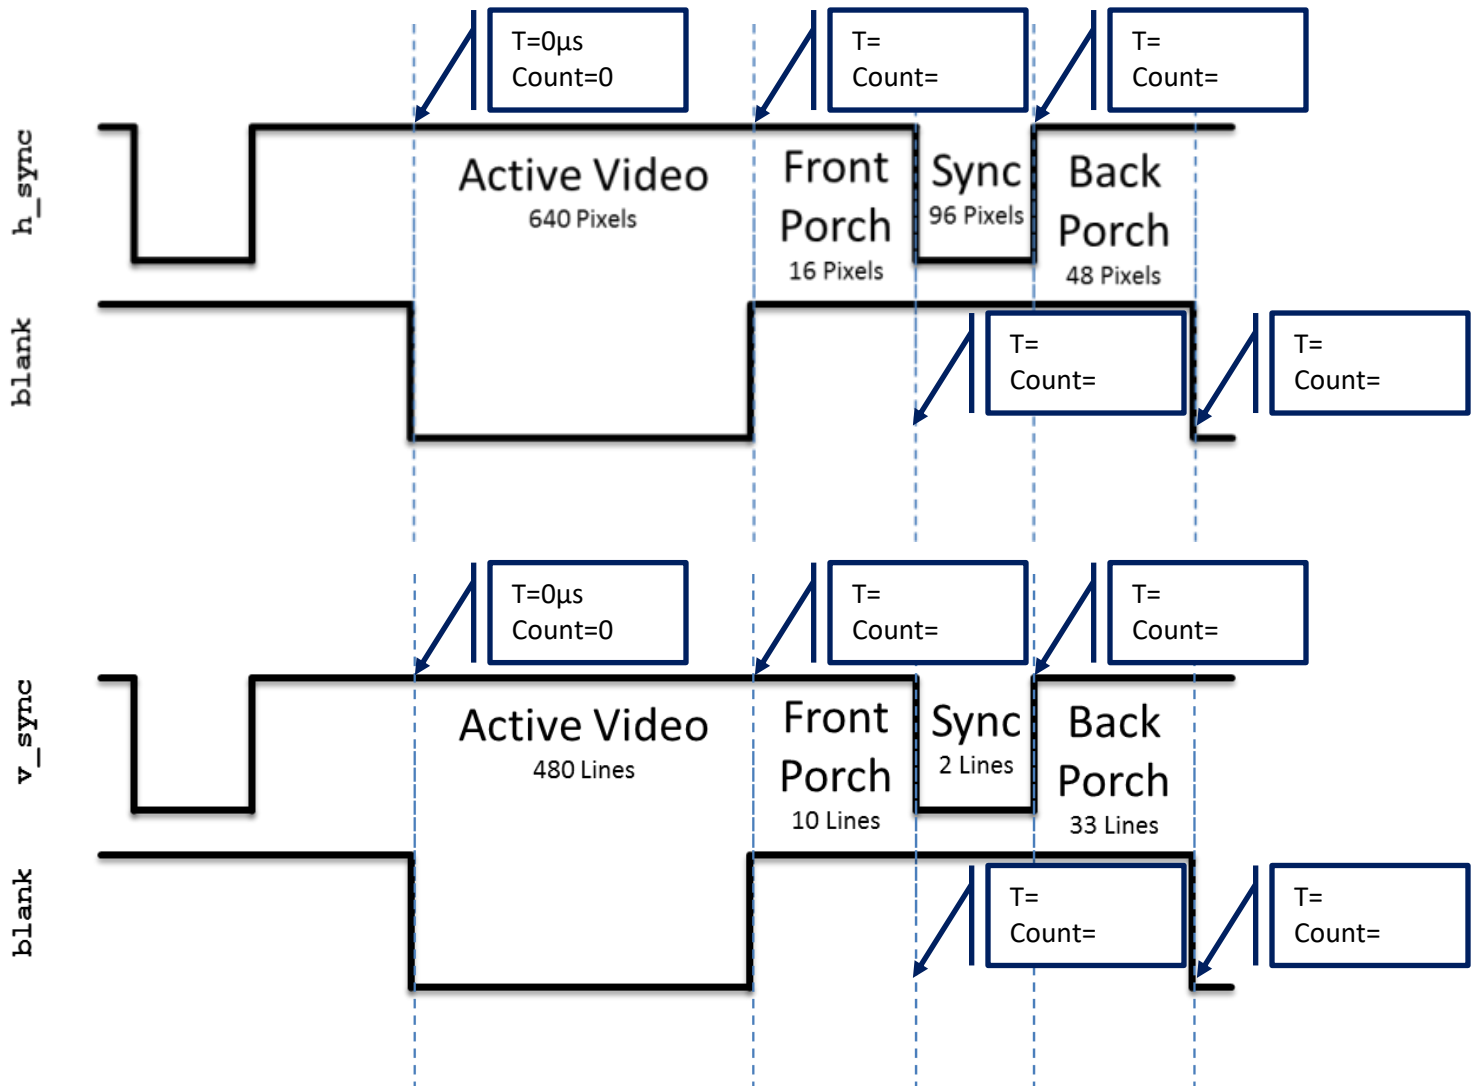 T=0µs
Count=0
T=
Count=
T=
Count=
h_sync
Active Video
640 Pixels
Front
Porch
16 Pixels
Sync
96 Pixels
Back
Porch
48 Pixels
blank
T=
Count=
T=
Count=
T=0µs
Count=0
T=
Count=
T=
Count=
v_sync
Active Video
480 Lines
Front
Porch
10 Lines
Sync
2 Lines
Back
Porch
33 Lines
blank
T=
Count=
T=
Count=